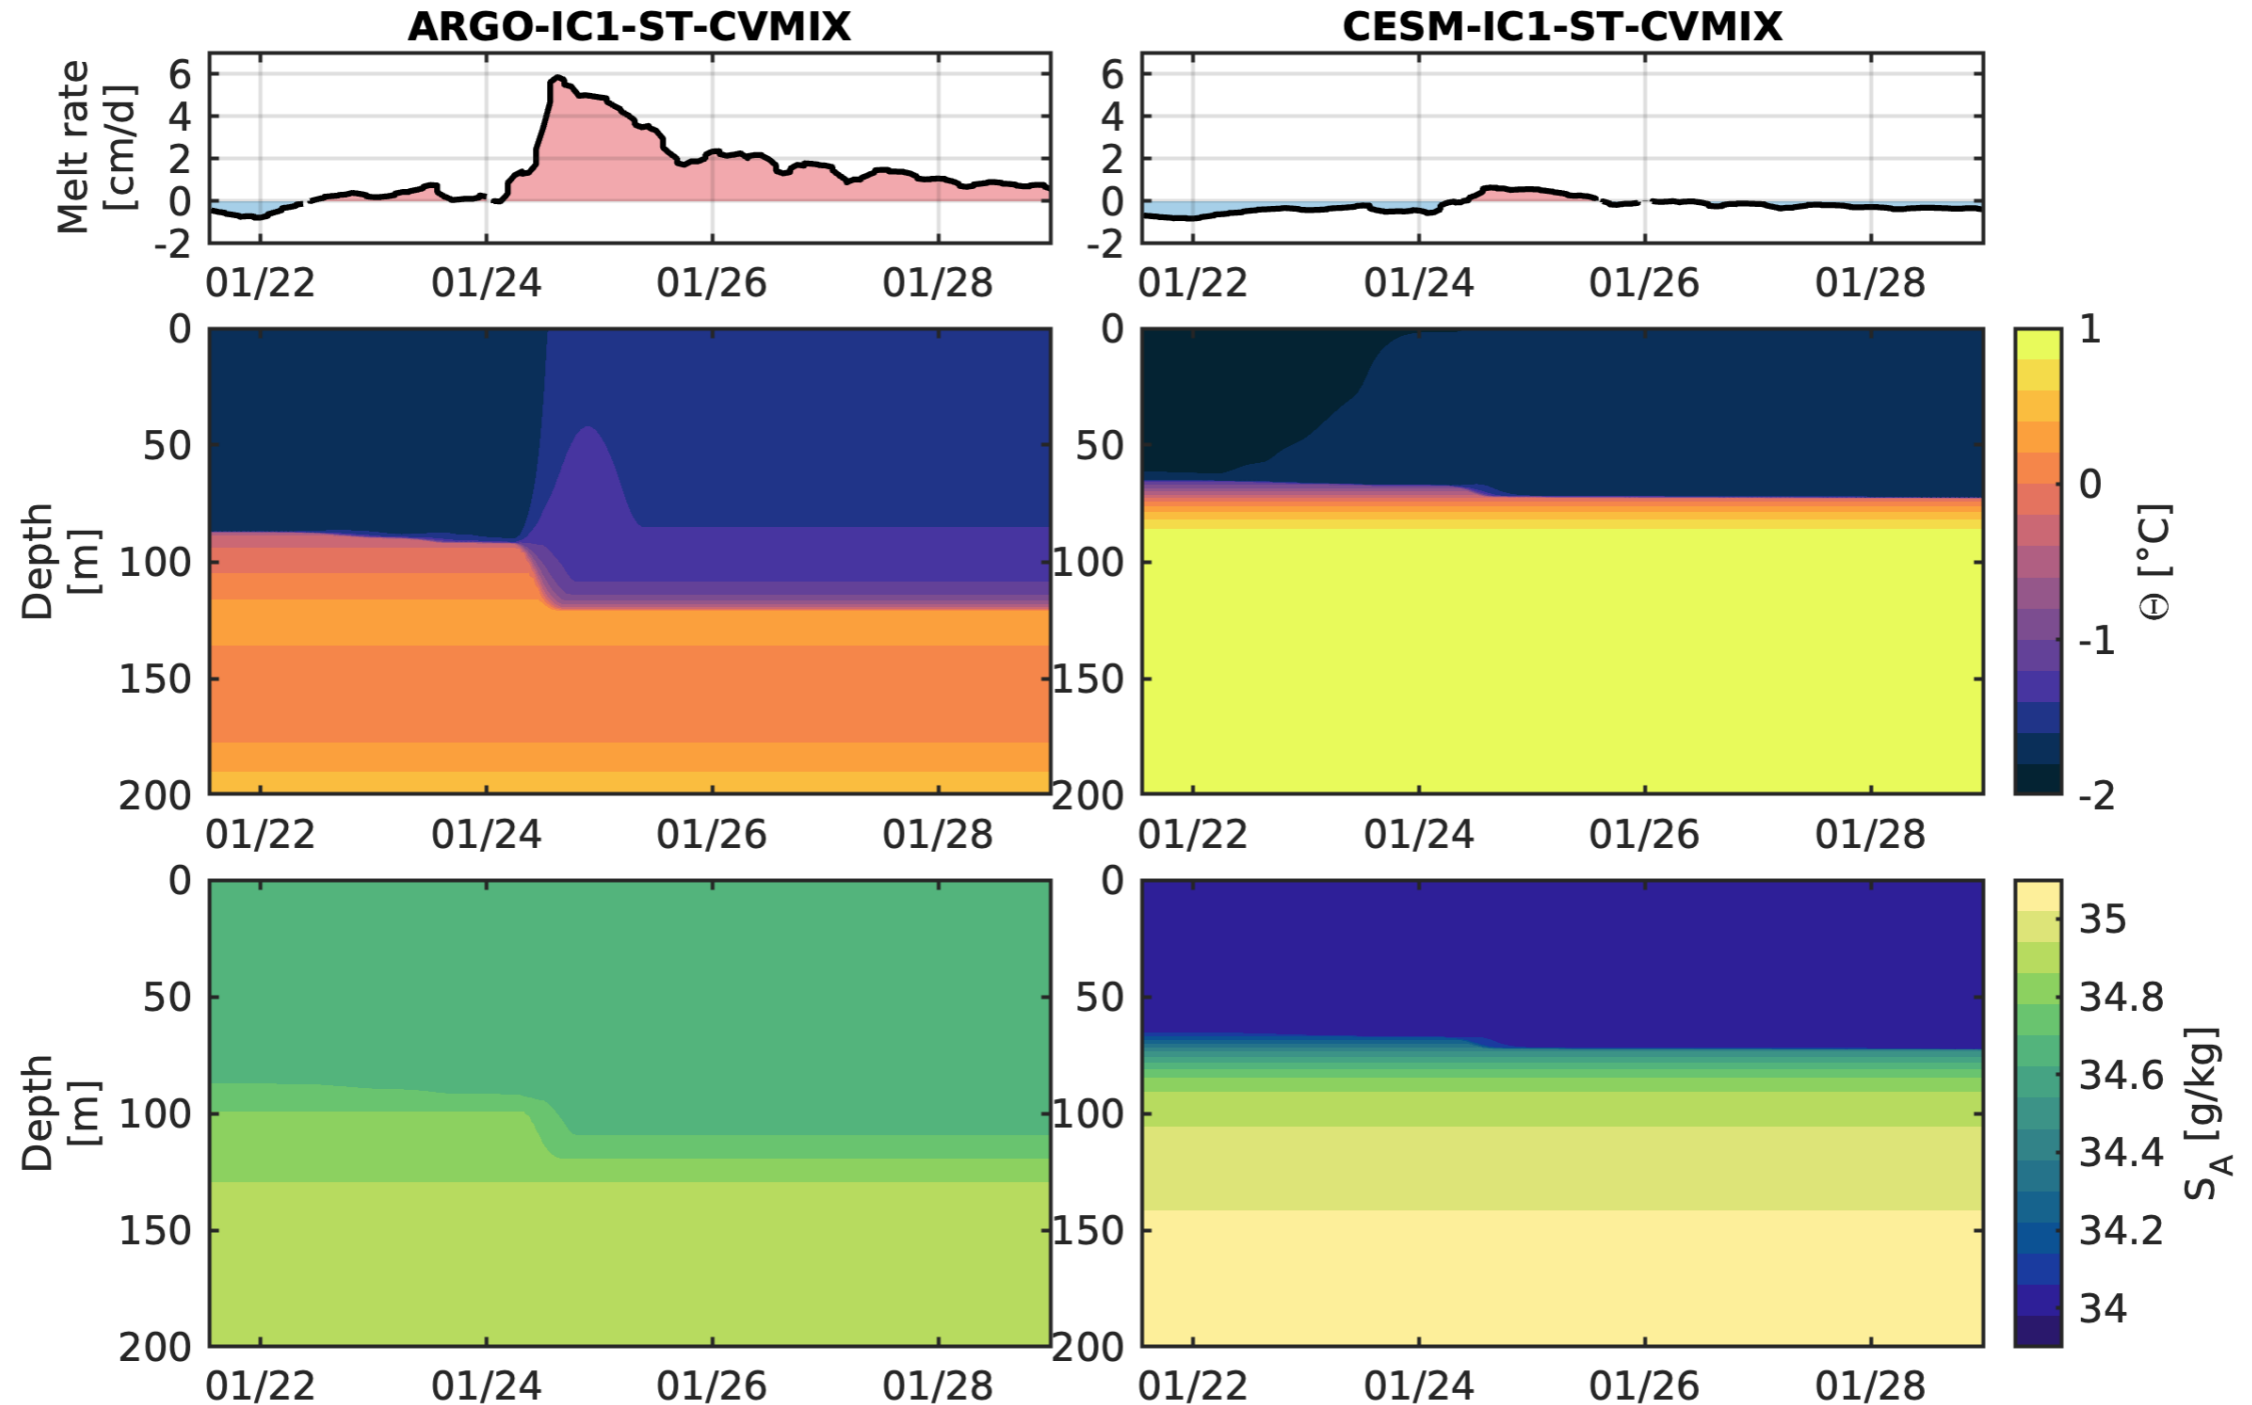 ARGO-IC1-ST-CVMIX
CESM-IC1-ST-CVMIX
Melt rate
[cm/d]
6
4
2
0
-2
01/22 01/24 01/26 01/28
6
4
2
0
-2
01/22 01/24 01/26 01/28
Depth
[m]
0
50
100
150
200
01/22 01/24 01/26 01/28
0
50
100
150
200
01/22 01/24 01/26 01/28
1
0
-1
-2
Θ [°C]
Depth
[m]
0
50
100
150
200
01/22 01/24 01/26 01/28
0
50
100
150
200
01/22 01/24 01/26 01/28
35
34.8
34.6
34.4
34.2
34
S_A [g/kg]